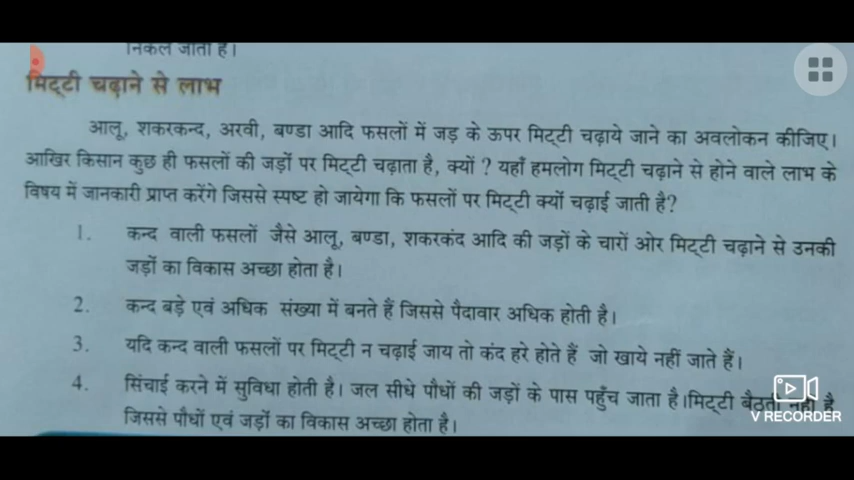 निकल जाता है।
मिट्टी चढ़ाने से लाभ
आलू, शकरकन्द, अरवी, बण्डा आदि फसलों में जड़ के ऊपर मिट्टी चढ़ाये जाने का अवलोकन कीजिए।
आखिर किसान कुछ ही फसलों की जड़ों पर मिट्टी चढ़ाता है, क्यों ? यहाँ हमलोग मिट्टी चढ़ाने से होने वाले लाभ के
विषय में जानकारी प्राप्त करेंगे जिससे स्पष्ट हो जायेगा कि फसलों पर मिट्टी क्यों चढ़ाई जाती है?
1. कन्द वाली फसलों जैसे आलू, बण्डा, शकरकंद आदि की जड़ों के चारों ओर मिट्टी चढ़ाने से उनकी
जड़ों का विकास अच्छा होता है।
2. कन्द बड़े एवं अधिक संख्या में बनते हैं जिससे पैदावार अधिक होती है।
3. यदि कन्द वाली फसलों पर मिट्टी न चढ़ाई जाय तो कंद हरे होते हैं जो खाये नहीं जाते हैं।
4. सिंचाई करने में सुविधा होती है। जल सीधे पौधों की जड़ों के पास पहुँच जाता है।मिट्टी बैठती नहीं है
जिससे पौधों एवं जड़ों का विकास अच्छा होता है।
V RECORDER